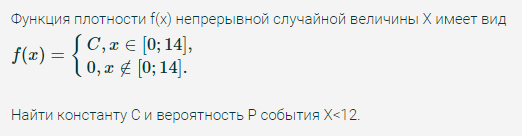 Функция плотности f(x) непрерывной случайной величины X имеет вид
f(x) = { C, x ∈ [0; 14],
0, x ∉ [0; 14].
Найти константу С и вероятность P события X<12.